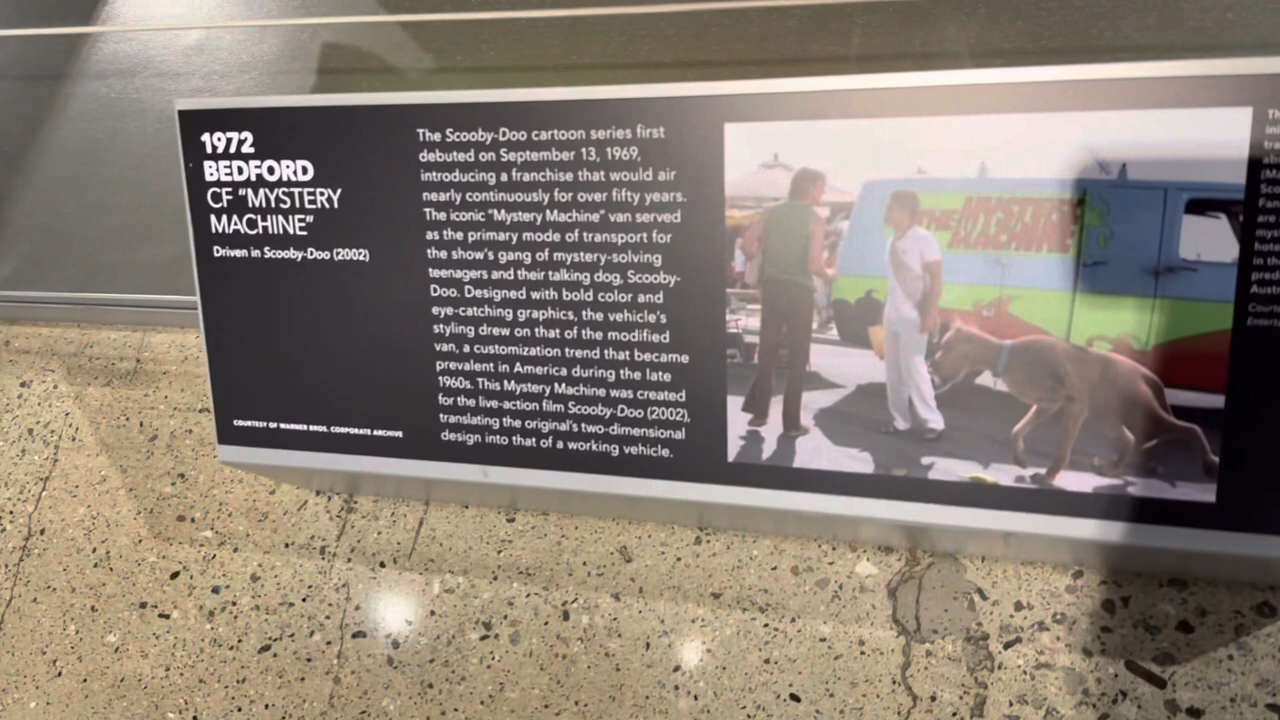 1972
BEDFORD
CF "MYSTERY
MACHINE"
Driven in Scooby-Doo (2002)
COURTESY OF WARNER BROS. CORPORATE ARCHIVE
The Scooby-Doo cartoon series first
debuted on September 13, 1969,
introducing a franchise that would air
nearly continuously for over fifty years.
The iconic "Mystery Machine" van served
as the primary mode of transport for
the show's gang of mystery-solving
teenagers and their talking dog, Scooby-
Doo. Designed with bold color and
eye-catching graphics, the vehicle's
styling drew on that of the modified
van, a customization trend that became
prevalent in America during the late
1960s. This Mystery Machine was created
for the live-action film Scooby-Doo (2002),
translating the original's two-dimensional
design into that of a working vehicle.
THE MYSTERY
MACHINE
are
in the